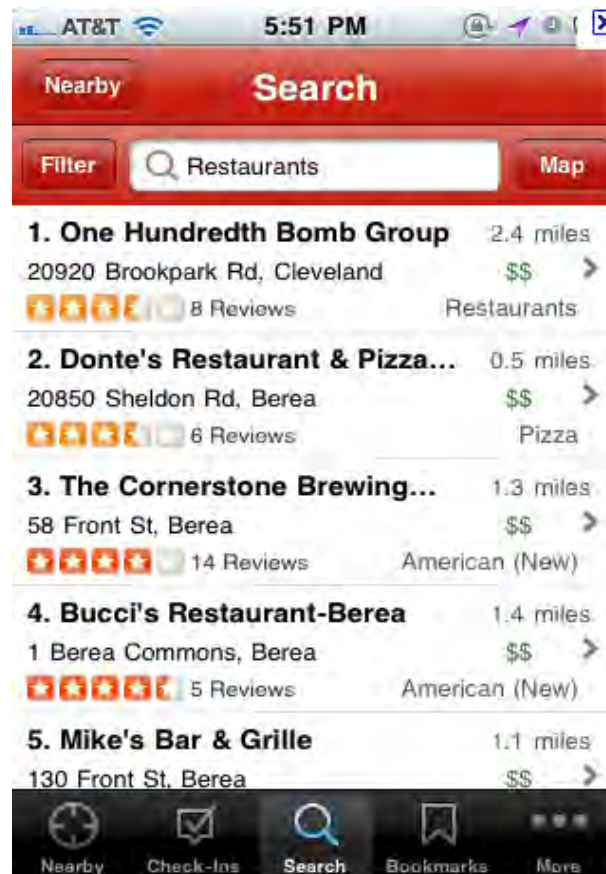 AT&T 5:51 PM
Nearby Search
Filter Restaurants Map
1. One Hundredth Bomb Group 2.4 miles
20920 Brookpark Rd, Cleveland $$
8 Reviews Restaurants
2. Donte's Restaurant & Pizza... 0.5 miles
20850 Sheldon Rd, Berea $$
6 Reviews Pizza
3. The Cornerstone Brewing... 1.3 miles
58 Front St, Berea $$
14 Reviews American (New)
4. Bucci's Restaurant-Berea 1.4 miles
1 Berea Commons, Berea $$
5 Reviews American (New)
5. Mike's Bar & Grille 1.1 miles
130 Front St, Berea $$
Nearby Check-Ins Search Bookmarks More